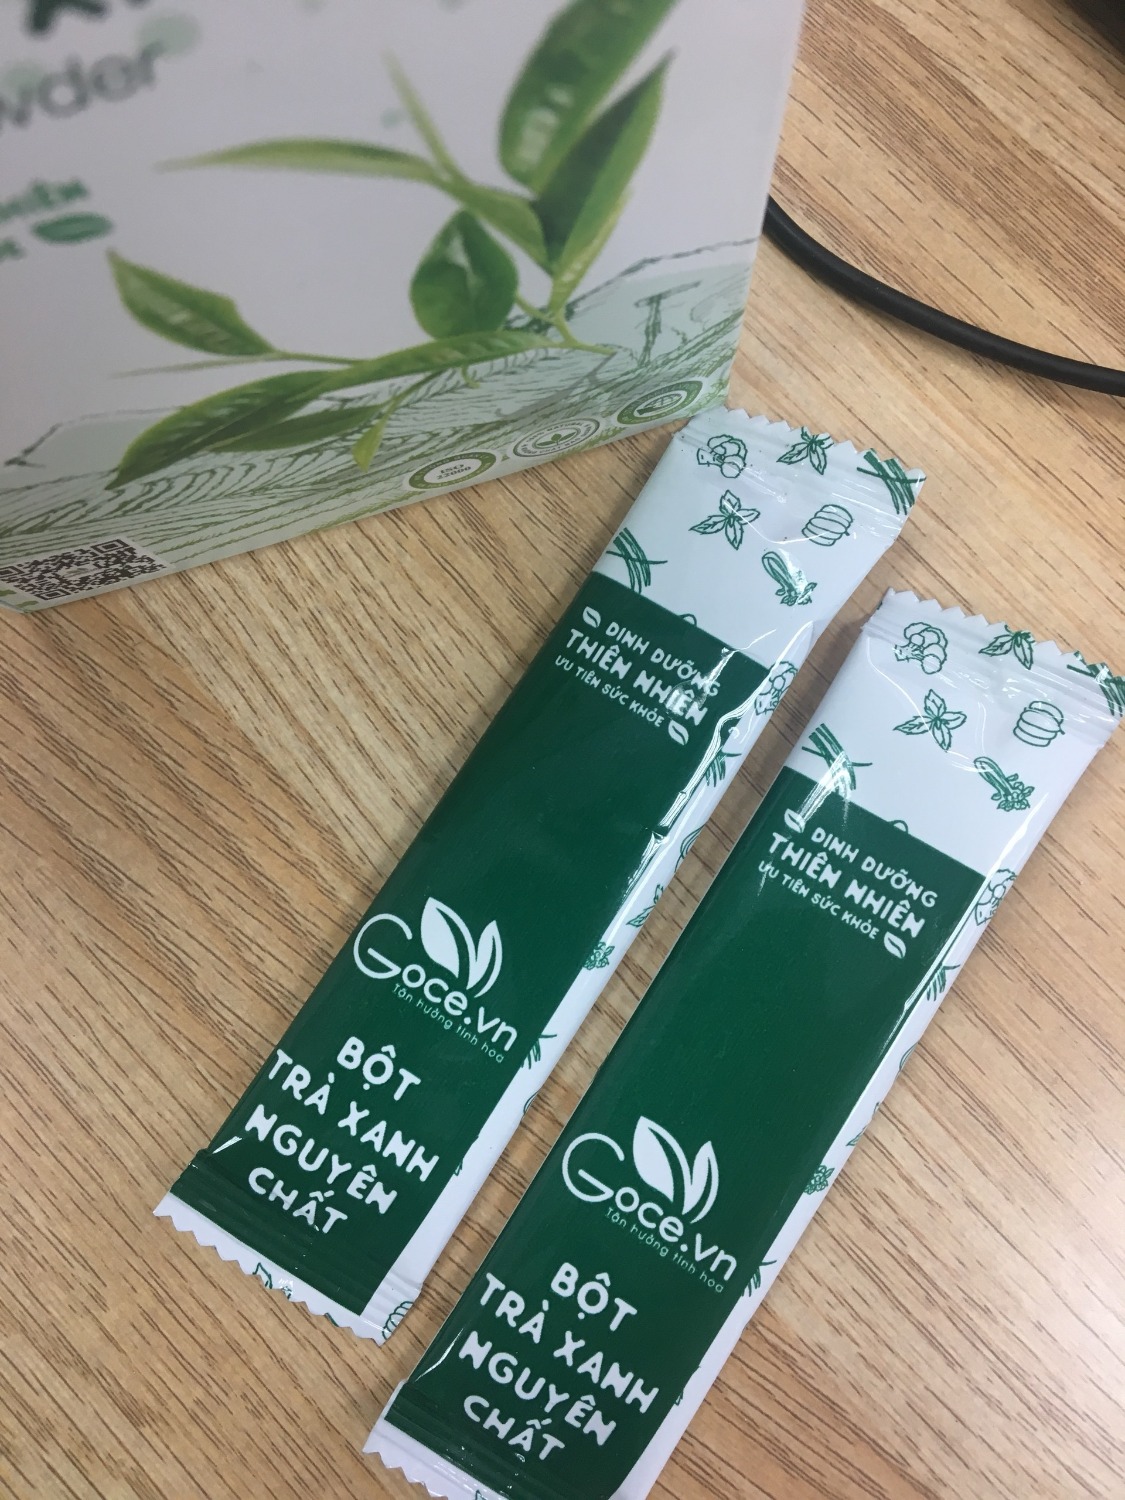 ISO
22000
DINH DƯỠNG
THIÊN NHIÊN
ƯU TIÊN SỨC KHỎE
Goce.vn
Tận hưởng tinh hoa
BỘT
TRÀ XANH
NGUYÊN
CHẤT
DINH DƯỠNG
THIÊN NHIÊN
ƯU TIÊN SỨC KHỎE
Goce.vn
Tận hưởng tinh hoa
BỘT
TRÀ XANH
NGUYÊN
CHẤT